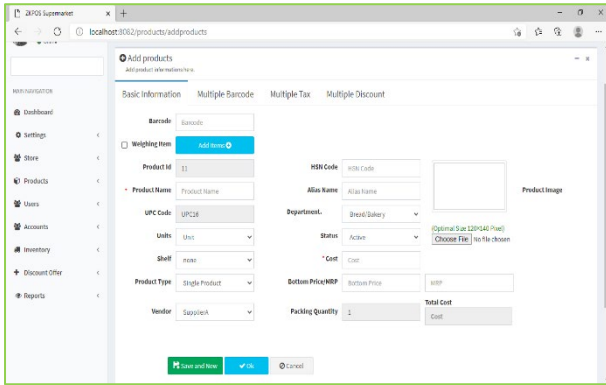 ZKPOS Supermarket
localhost:8082/products/addproducts
Add products
Add product informations here.
MAIN NAVIGATION
Dashboard
Settings
Store
Products
Users
Accounts
Inventory
Discount Offer
Reports
Basic Information Multiple Barcode Multiple Tax Multiple Discount
Barcode Barcode
Weighing Item Add Items
Product Id 11 HSN Code HSN Code
* Product Name Product Name Alias Name Alias Name Product Image
UPC Code UPC16 Department. Bread/Bakery
(Optimal Size 120*140 Pixel)
Units Unit Status Active Choose File No file chosen
Shelf none * Cost Cost
Product Type Single Product Bottom Price/MRP Bottom Price MRP
Total Cost
Vendor SupplierA Packing Quantity 1 Cost
Save and New Ok Cancel